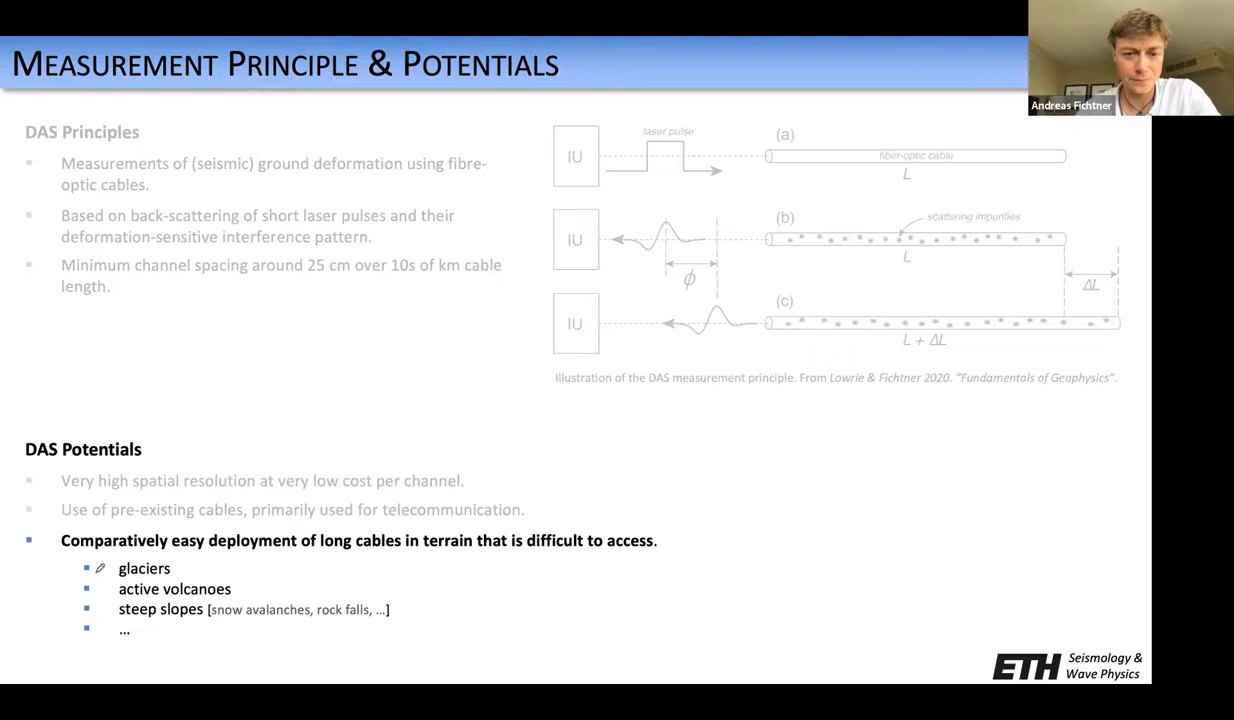 MEASUREMENT PRINCIPLE & POTENTIALS
Andreas Fichtner
DAS Principles
Measurements of (seismic) ground deformation using fibre-
optic cables.
Based on back-scattering of short laser pulses and their
deformation-sensitive interference pattern.
Minimum channel spacing around 25 cm over 10s of km cable
length.
IU
laser pulse
(a)
fiber-optic cable
L
IU
ϕ
(b)
scattering impurities
L
ΔL
IU
(c)
L + ΔL
Illustration of the DAS measurement principle. From Lowrie & Fichtner 2020. “Fundamentals of Geophysics”.
DAS Potentials
Very high spatial resolution at very low cost per channel.
Use of pre-existing cables, primarily used for telecommunication.
Comparatively easy deployment of long cables in terrain that is difficult to access.
glaciers
active volcanoes
steep slopes [snow avalanches, rock falls, …]
…
ETH
Seismology &
Wave Physics